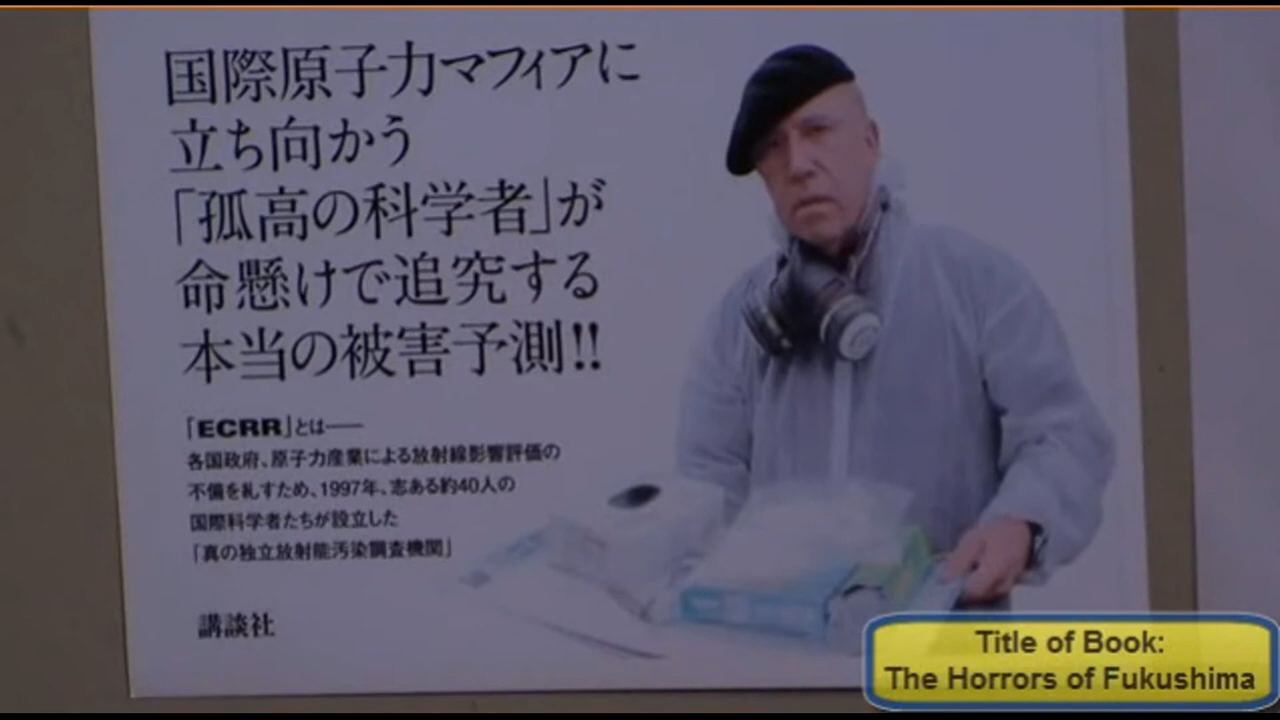 国際原子力マフィアに
立ち向かう
「孤高の科学者」が
命懸けで追究する
本当の被害予測!!
「ECRR」とは──
各国政府、原子力産業による放射線影響評価の
不備を糺すため、1997年、志ある約40人の
国際科学者たちが設立した
「真の独立放射能汚染調査機関」
講談社
Title of Book:
The Horrors of Fukushima